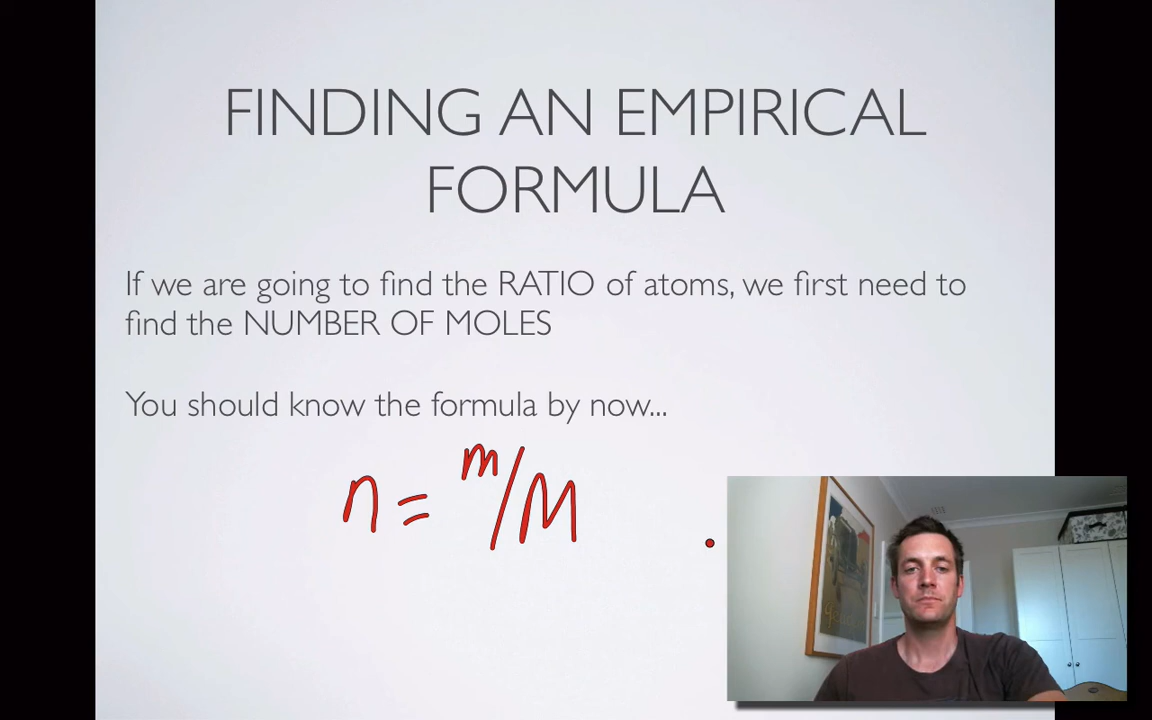 FINDING AN EMPIRICAL
FORMULA
If we are going to find the RATIO of atoms, we first need to
find the NUMBER OF MOLES
You should know the formula by now...
n = m/M